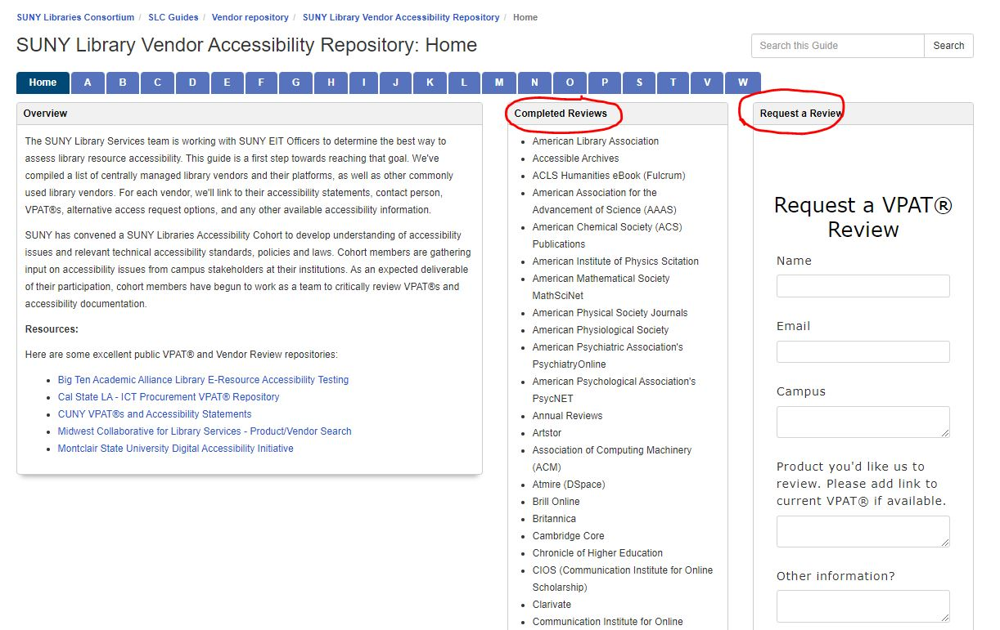 SUNY Libraries Consortium / SLC Guides / Vendor repository / SUNY Library Vendor Accessibility Repository / Home
SUNY Library Vendor Accessibility Repository: Home
Search this Guide Search
Home A B C D E F G H I J K L M N O P S T V W
Overview
The SUNY Library Services team is working with SUNY EIT Officers to determine the best way to
assess library resource accessibility. This guide is a first step towards reaching that goal. We've
compiled a list of centrally managed library vendors and their platforms, as well as other commonly
used library vendors. For each vendor, we'll link to their accessibility statements, contact person,
VPAT®s, alternative access request options, and any other available accessibility information.
SUNY has convened a SUNY Libraries Accessibility Cohort to develop understanding of accessibility
issues and relevant technical accessibility standards, policies and laws. Cohort members are gathering
input on accessibility issues from campus stakeholders at their institutions. As an expected deliverable
of their participation, cohort members have begun to work as a team to critically review VPAT®s and
accessibility documentation.
Resources:
Here are some excellent public VPAT® and Vendor Review repositories:
• Big Ten Academic Alliance Library E-Resource Accessibility Testing
• Cal State LA - ICT Procurement VPAT® Repository
• CUNY VPAT®s and Accessibility Statements
• Midwest Collaborative for Library Services - Product/Vendor Search
• Montclair State University Digital Accessibility Initiative
Completed Reviews
• American Library Association
• Accessible Archives
• ACLS Humanities eBook (Fulcrum)
• American Association for the
Advancement of Science (AAAS)
• American Chemical Society (ACS)
Publications
• American Institute of Physics Scitation
• American Mathematical Society
MathSciNet
• American Physical Society Journals
• American Physiological Society
• American Psychiatric Association's
PsychiatryOnline
• American Psychological Association's
PsycNET
• Annual Reviews
• Artstor
• Association of Computing Machinery
(ACM)
• Atmire (DSpace)
• Brill Online
• Britannica
• Cambridge Core
• Chronicle of Higher Education
• CIOS (Communication Institute for Online
Scholarship)
• Clarivate
• Communication Institute for Online
Request a Review
Request a VPAT®
Review
Name
Email
Campus
Product you'd like us to
review. Please add link to
current VPAT® if available.
Other information?